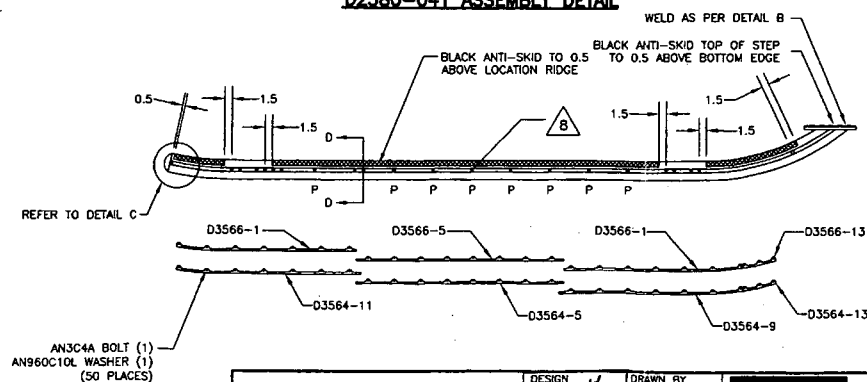 D2580-041 ASSEMBLY DETAIL
WELD AS PER DETAIL B
BLACK ANTI-SKID TO 0.5
ABOVE LOCATION RIDGE
BLACK ANTI-SKID TOP OF STEP
TO 0.5 ABOVE BOTTOM EDGE
0.5
1.5
1.5
D
D
8
1.5
1.5
1.5
P P P P P P P P
REFER TO DETAIL C
D3566-1
D3566-5
D3566-1
D3566-13
D3564-11
D3564-5
D3564-9
D3564-13
AN3C4A BOLT (1)
AN960C10L WASHER (1)
(50 PLACES)
DESIGN
DRAWN BY